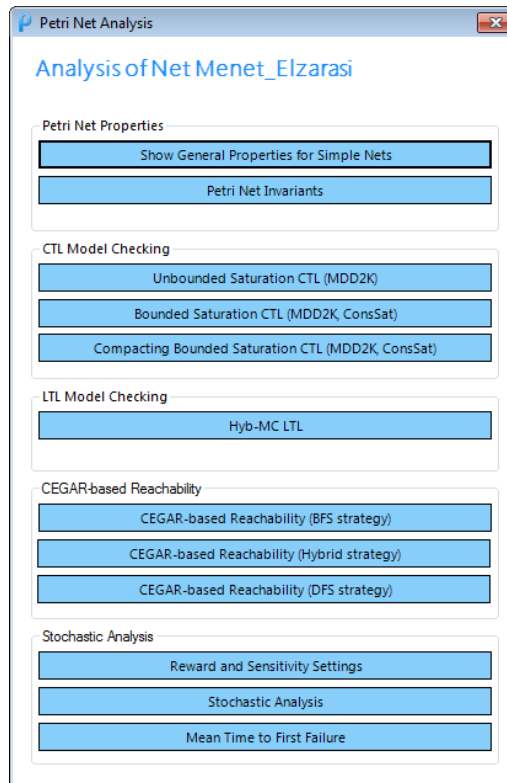 Petri Net Analysis
Analysis of Net Menet_Elzarasi
Petri Net Properties
Show General Properties for Simple Nets
Petri Net Invariants
CTL Model Checking
Unbounded Saturation CTL (MDD2K)
Bounded Saturation CTL (MDD2K, ConsSat)
Compacting Bounded Saturation CTL (MDD2K, ConsSat)
LTL Model Checking
Hyb-MC LTL
CEGAR-based Reachability
CEGAR-based Reachability (BFS strategy)
CEGAR-based Reachability (Hybrid strategy)
CEGAR-based Reachability (DFS strategy)
Stochastic Analysis
Reward and Sensitivity Settings
Stochastic Analysis
Mean Time to First Failure